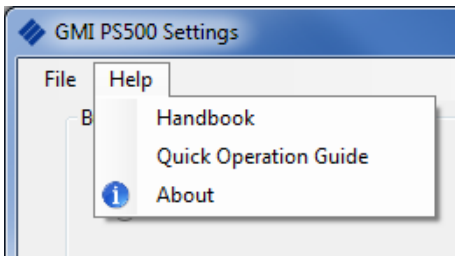 GMI PS500 Settings
File Help
B
Handbook
Quick Operation Guide
About